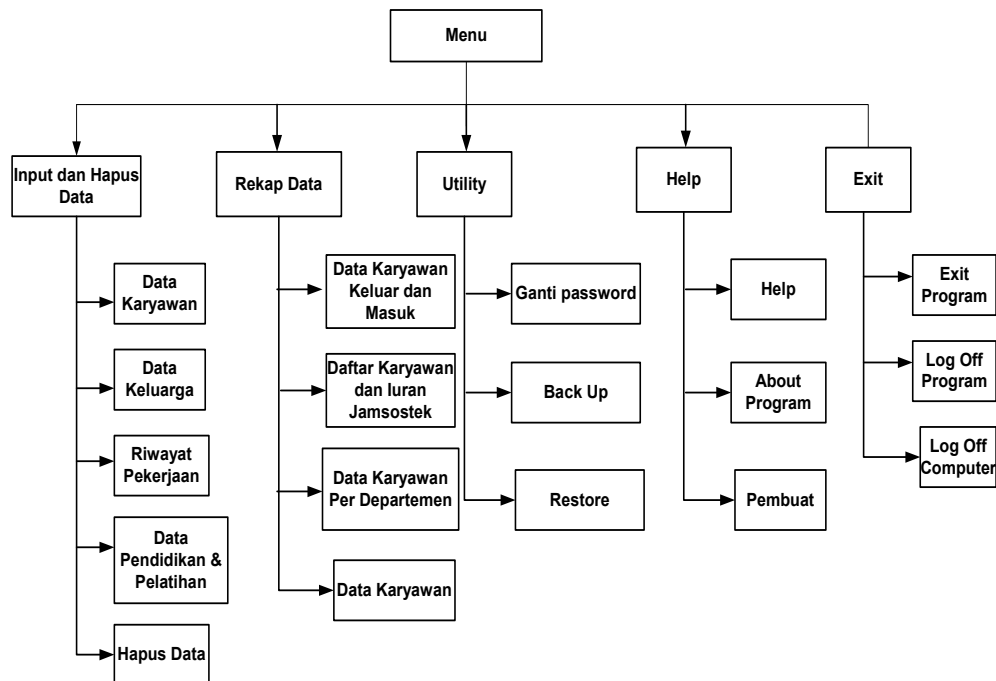 Menu
Input dan Hapus
Data
Rekap Data
Utility
Help
Exit
Data
Karyawan
Data
Keluarga
Riwayat
Pekerjaan
Data
Pendidikan &
Pelatihan
Hapus Data
Data Karyawan
Keluar dan
Masuk
Daftar Karyawan
dan Iuran
Jamsostek
Data Karyawan
Per Departemen
Data Karyawan
Ganti password
Back Up
Restore
Help
About
Program
Pembuat
Exit
Program
Log Off
Program
Log Off
Computer